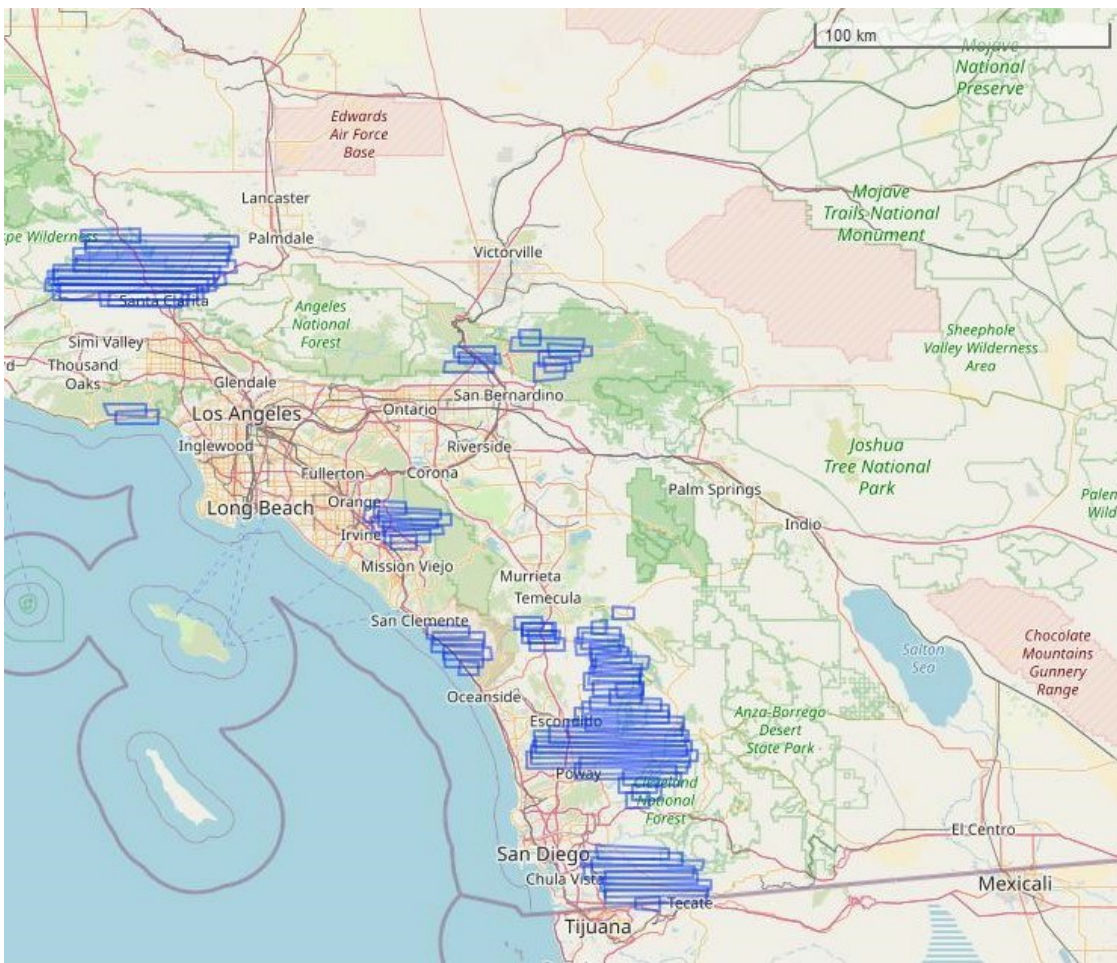 100 km
Mojave
National
Preserve
Edwards
Air Force
Base
Lancaster
Mojave
Trails National
Monument
Palmdale
Victorville
Santa Clarita
Angeles
National
Forest
Sheephole
Valley Wilderness
Area
Simi Valley
Thousand
Oaks
Glendale
San Bernardino
Los Angeles
Ontario
Inglewood
Riverside
Joshua
Tree National
Park
Fullerton
Corona
Palm Springs
Orange
Long Beach
Indio
Irvine
Mission Viejo
Murrieta
Temecula
San Clemente
Chocolate
Mountains
Gunnery
Range
Salton
Sea
Oceanside
Escondido
Anza-Borrego
Desert
State Park
Poway
Cleveland
National
Forest
El Centro
San Diego
Chula Vista
Mexicali
Tecate
Tijuana